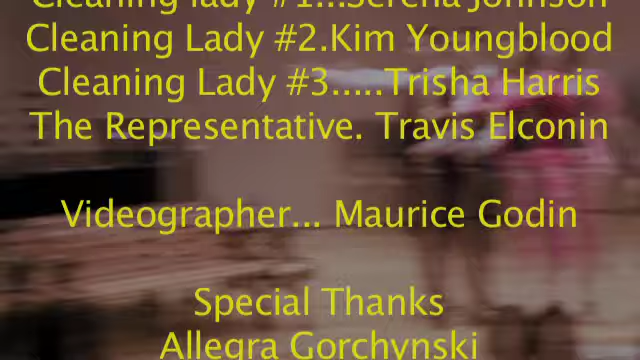 Cleaning lady #1...Serena Johnson
Cleaning Lady #2.Kim Youngblood
Cleaning Lady #3.....Trisha Harris
The Representative. Travis Elconin
Videographer... Maurice Godin
Special Thanks
Allegra Gorchynski